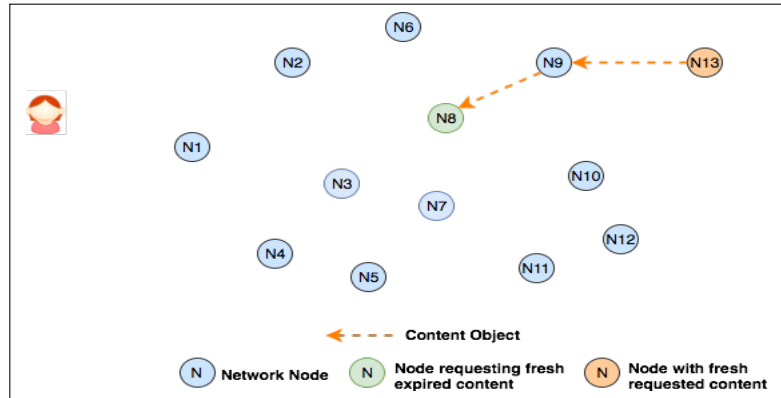 N6
N2
N9
N13
N8
N1
N3
N10
N7
N12
N4
N5
N11
Content Object
N
Network Node
N
Node requesting fresh
expired content
N
Node with fresh
requested content